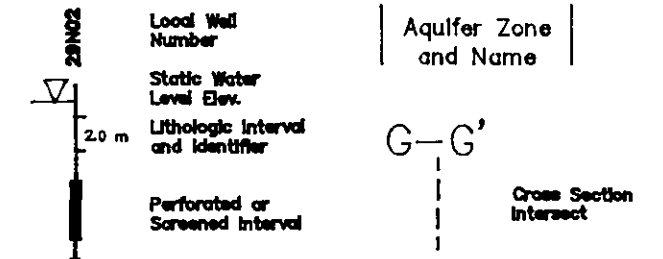 29N02
Local Well
Number
Static Water
Level Elev.
2.0 m
Lithologic Interval
and Identifier
Perforated or
Screened Interval
Aquifer Zone
and Name
G—G'
Cross Section
Intersect